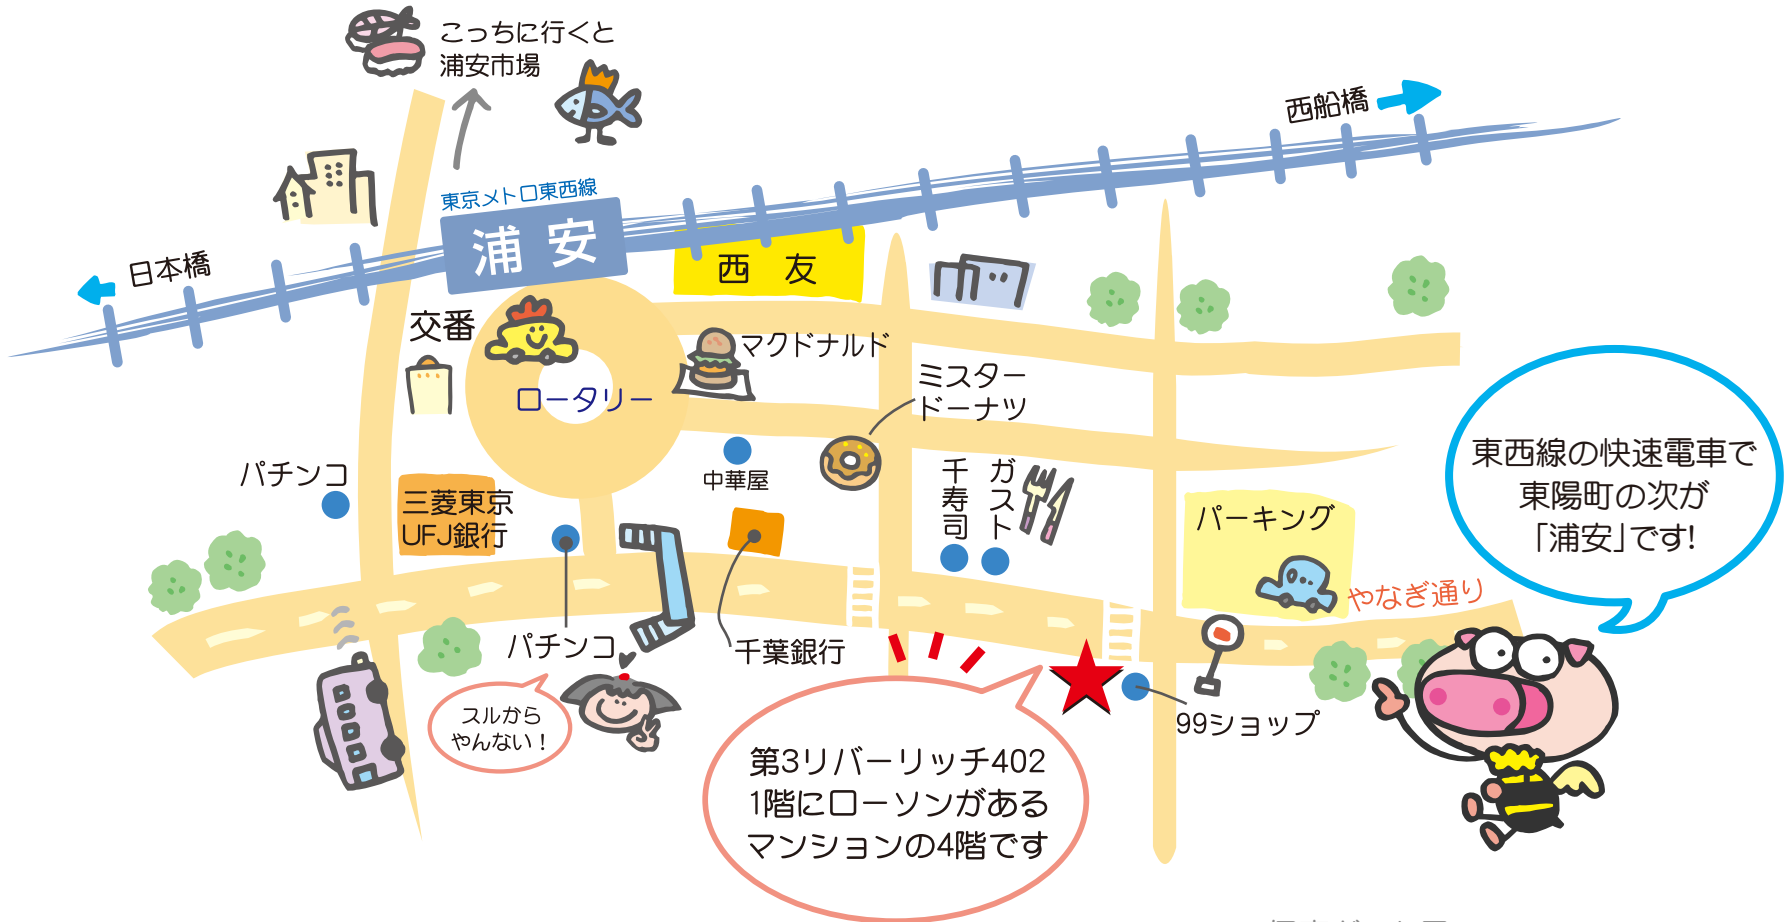 こっちに行くと
浦安市場
西船橋
東京メトロ東西線
浦安
日本橋
西友
交番
マクドナルド
ロータリー
ミスター
ドーナツ
パチンコ
中華屋
千寿司
ガスト
三菱東京
UFJ銀行
パーキング
東西線の快速電車で
東陽町の次が
「浦安」です!
やなぎ通り
パチンコ
千葉銀行
スルから
やんない！
99ショップ
第3リバーリッチ402
1階にローソンがある
マンションの4階です